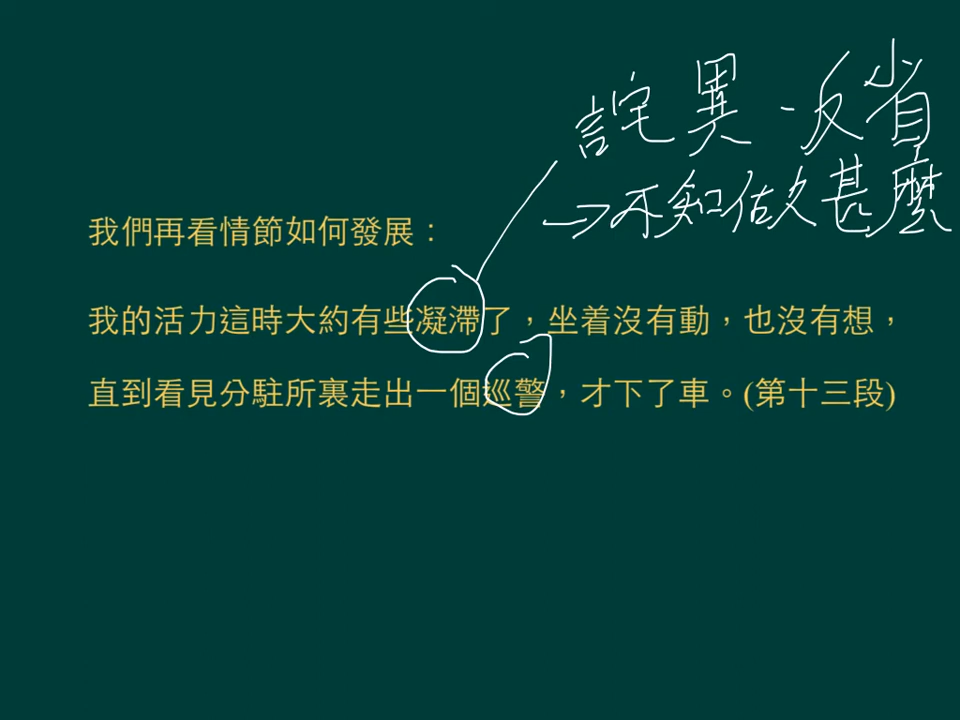 詫異、反省
→不知做甚麼
我們再看情節如何發展：
我的活力這時大約有些凝滯了，坐着沒有動，也沒有想，
直到看見分駐所裏走出一個巡警，才下了車。(第十三段)